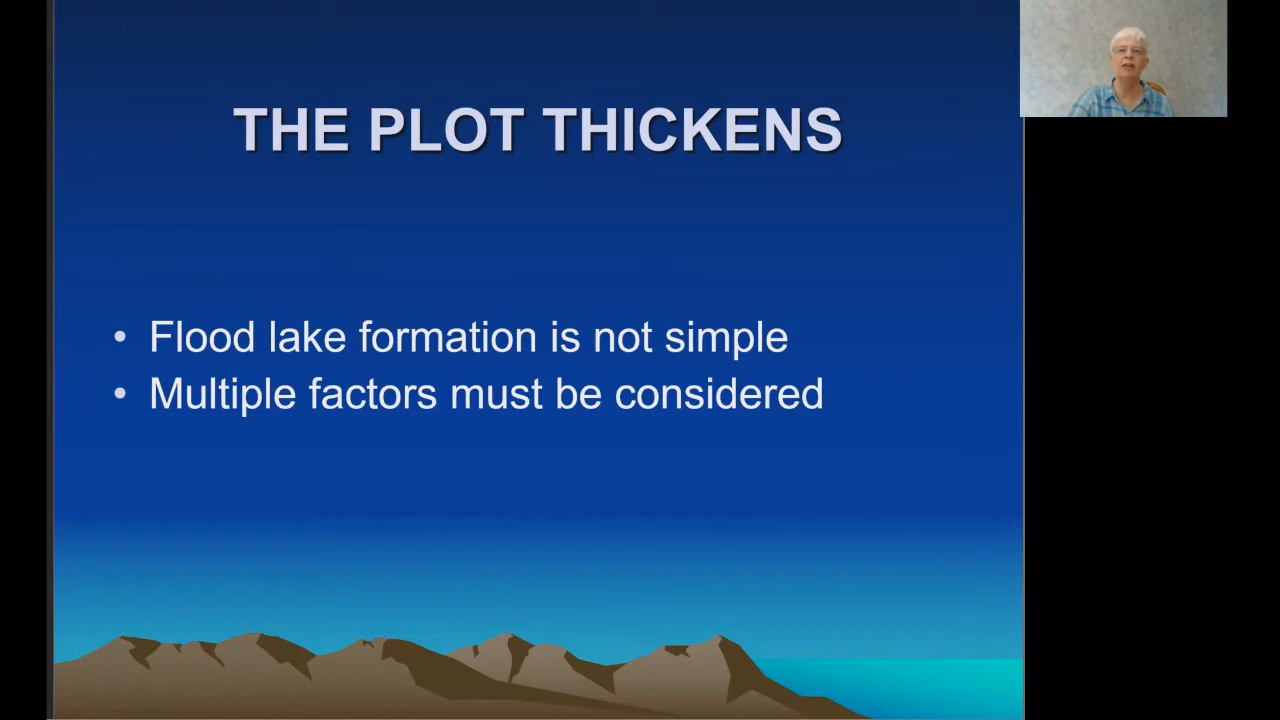 THE PLOT THICKENS
• Flood lake formation is not simple
• Multiple factors must be considered